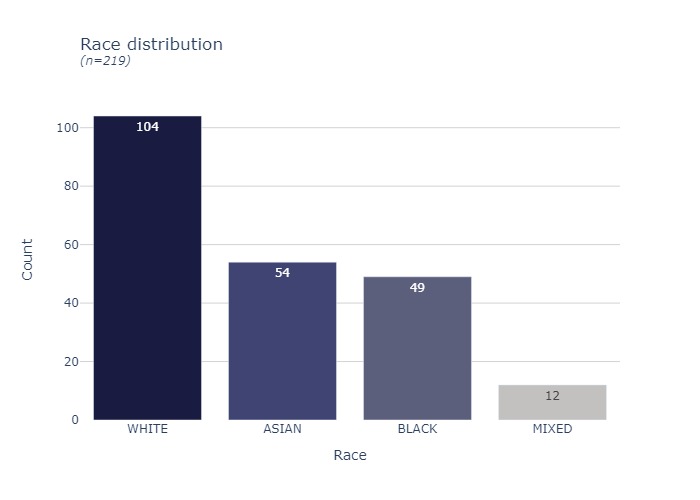 Race distribution
(n=219)
100
80
60
40
20
0
Count
104
54
49
12
WHITE ASIAN BLACK MIXED
Race